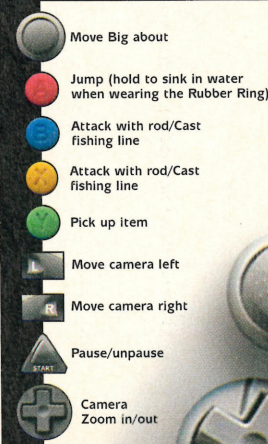 Move Big about
A
Jump (hold to sink in water
when wearing the Rubber Ring)
B
Attack with rod/Cast
fishing line
X
Attack with rod/Cast
fishing line
Y
Pick up item
L
Move camera left
R
Move camera right
START
Pause/unpause
Camera
Zoom in/out